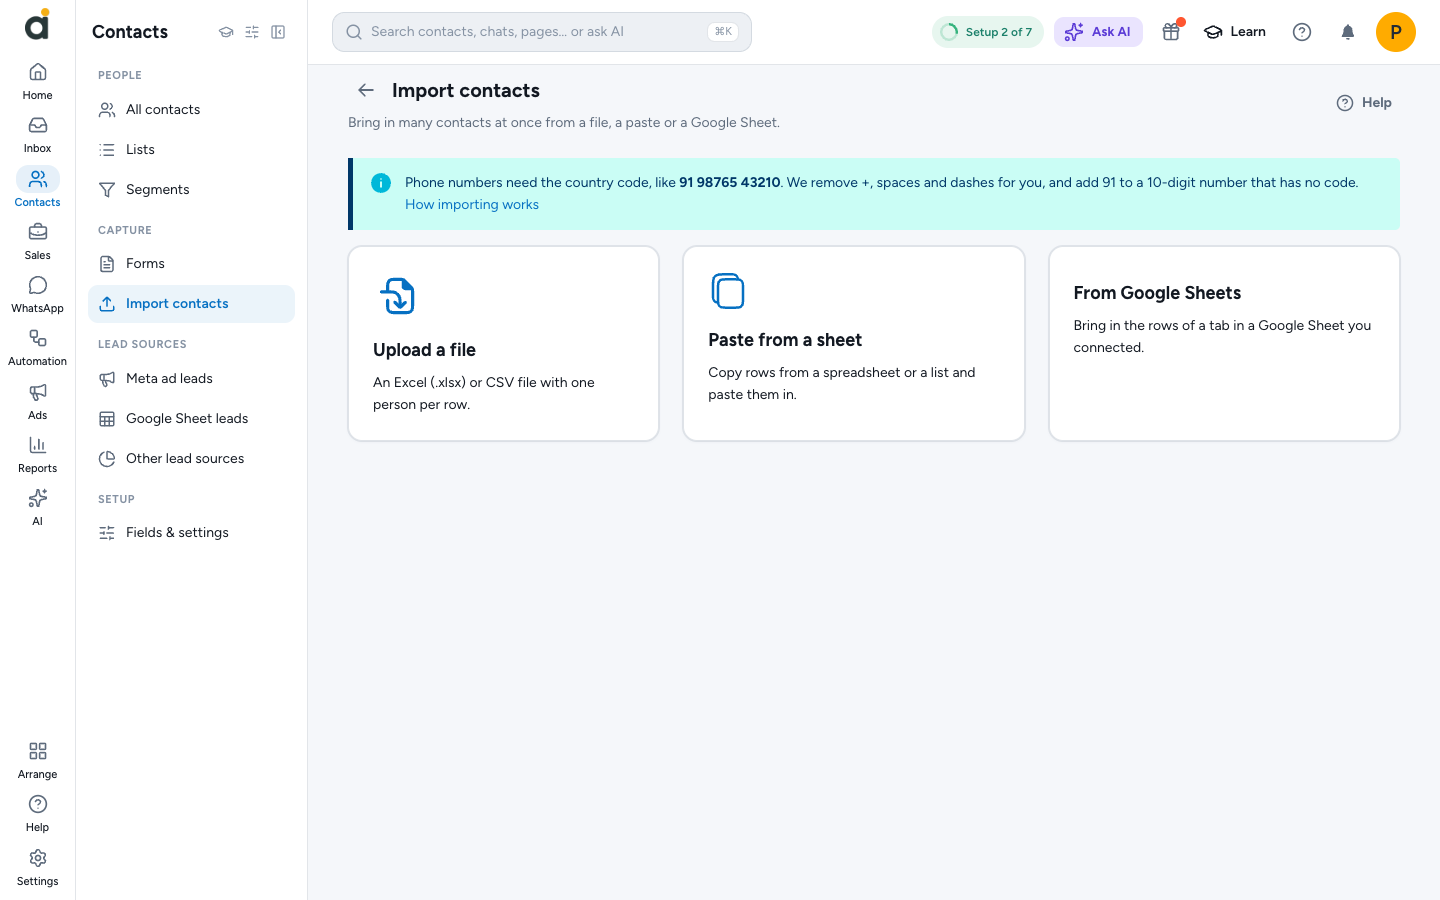 Contacts
Search contacts, chats, pages... or ask AI
⌘K
Setup 2 of 7
Ask AI
Learn
P
Home
Inbox
Contacts
Sales
WhatsApp
Automation
Ads
Reports
AI
Arrange
Help
Settings
PEOPLE
All contacts
Lists
Segments
CAPTURE
Forms
Import contacts
LEAD SOURCES
Meta ad leads
Google Sheet leads
Other lead sources
SETUP
Fields & settings
Import contacts
Help
Bring in many contacts at once from a file, a paste or a Google Sheet.
Phone numbers need the country code, like 91 98765 43210. We remove +, spaces and dashes for you, and add 91 to a 10-digit number that has no code.
How importing works
Upload a file
An Excel (.xlsx) or CSV file with one
person per row.
Paste from a sheet
Copy rows from a spreadsheet or a list and
paste them in.
From Google Sheets
Bring in the rows of a tab in a Google Sheet you
connected.